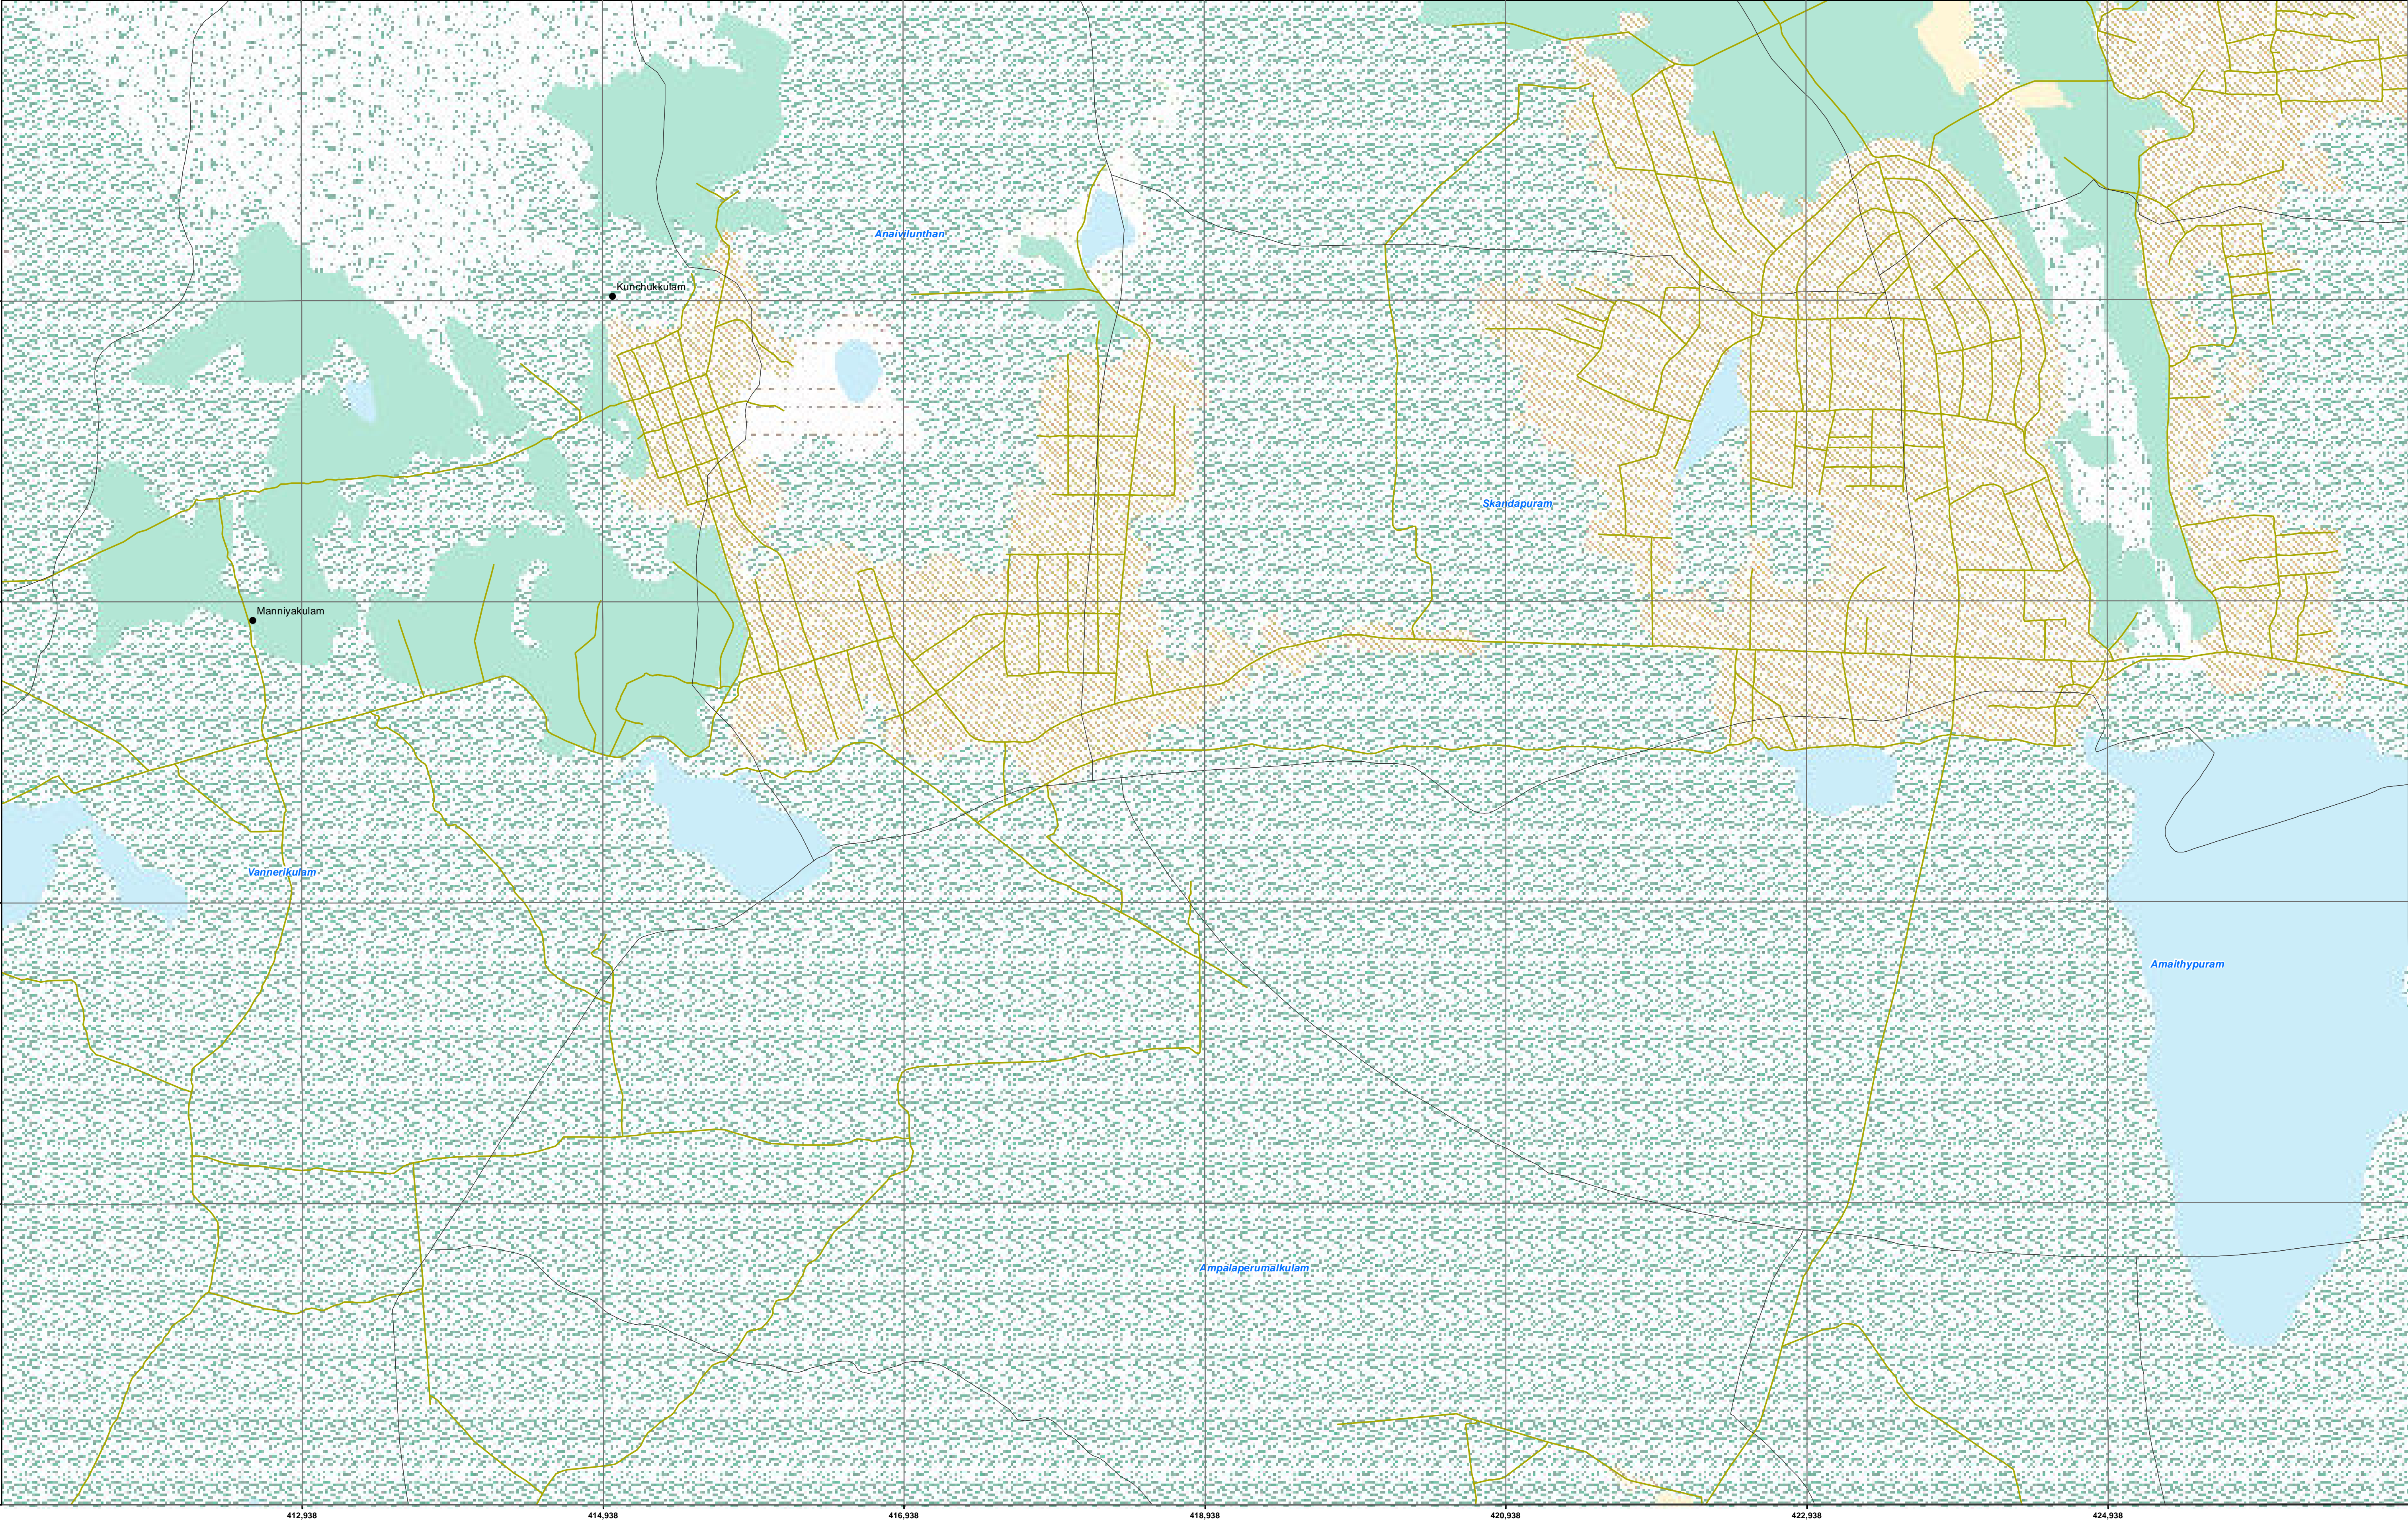 Anaivilunthan
Kunchukkulam
Skandapuram
Manniyakulam
Vannerikulam
Amaithypuram
Ampalaperumalkulam
412,938 414,938 416,938 418,938 420,938 422,938 424,938